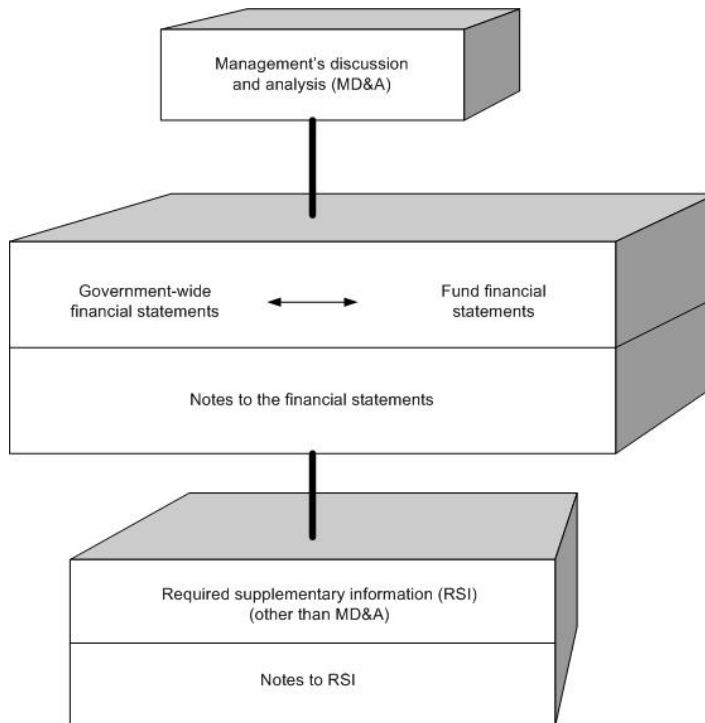 Management's discussion
and analysis (MD&A)
Government-wide
financial statements
Fund financial
statements
Notes to the financial statements
Required supplementary information (RSI)
(other than MD&A)
Notes to RSI